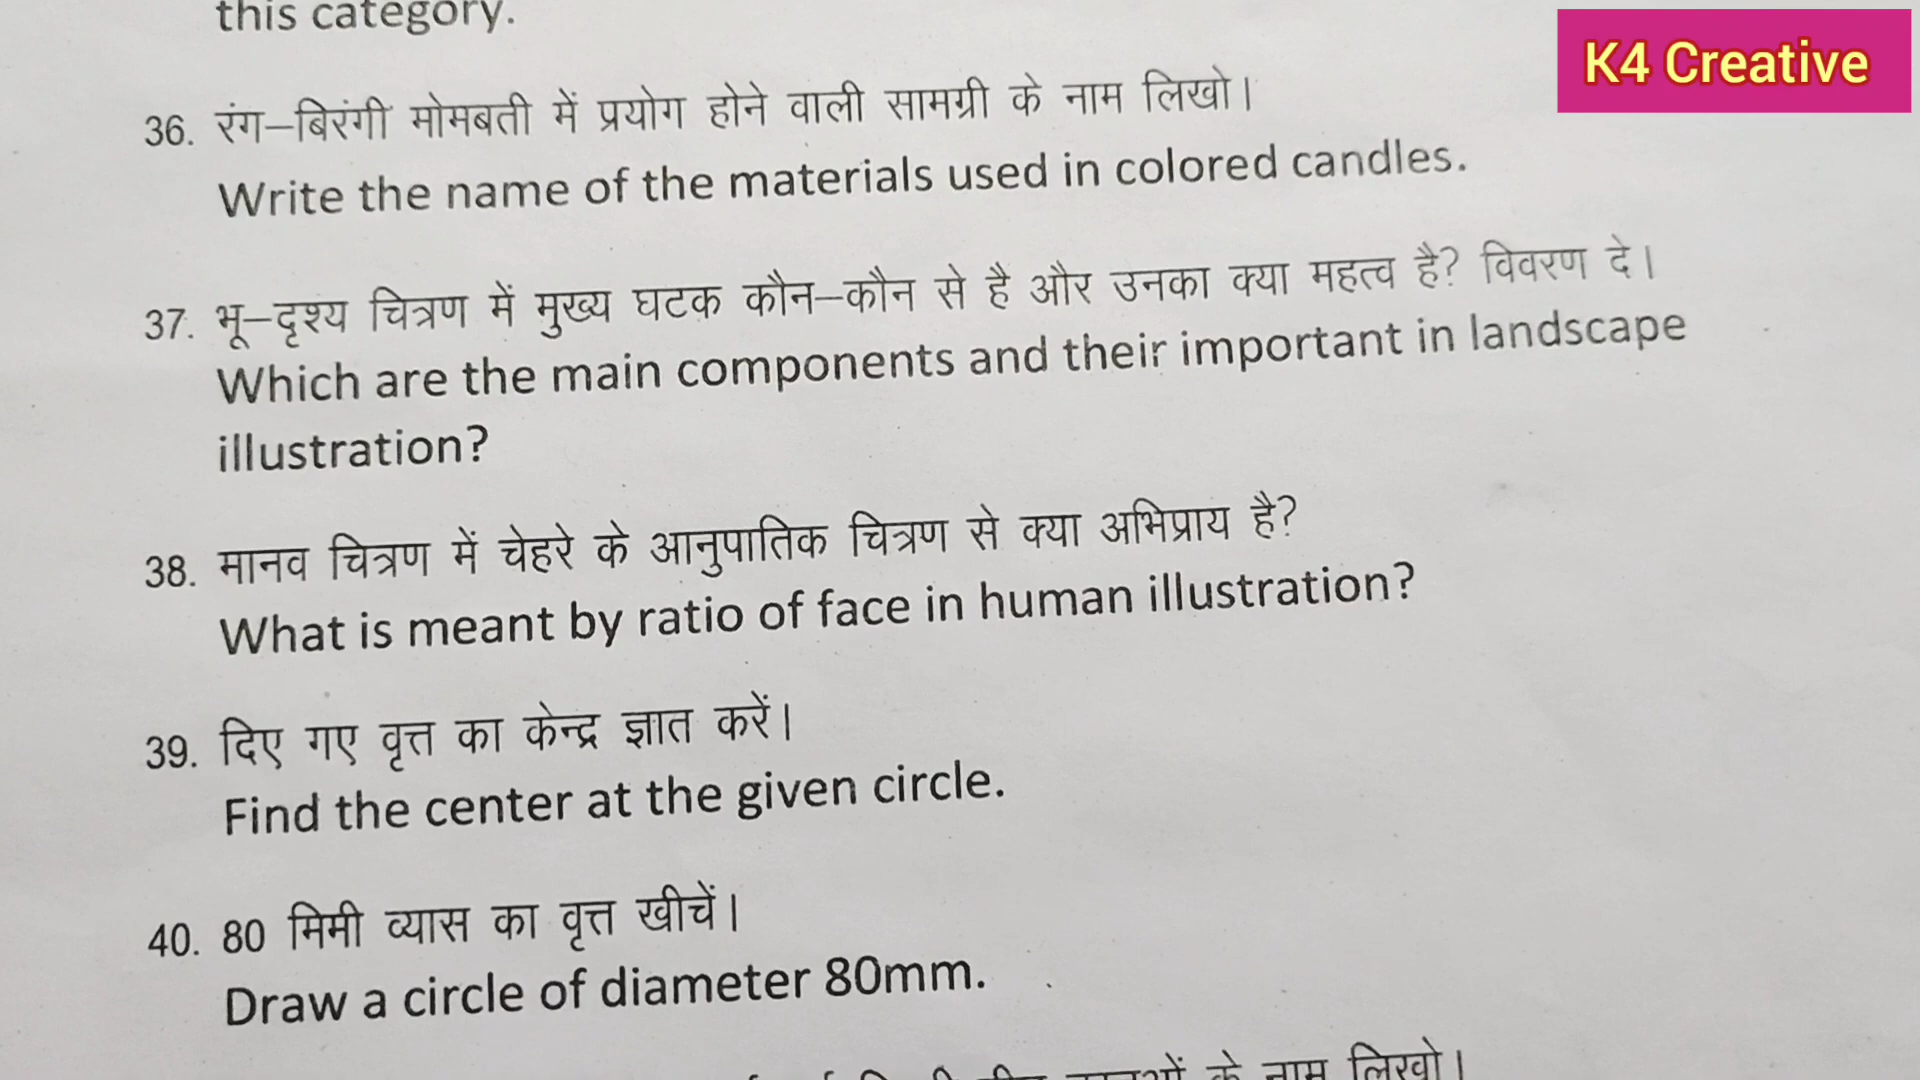 this category.
K4 Creative
36. रंग–बिरंगी मोमबती में प्रयोग होने वाली सामग्री के नाम लिखो।
Write the name of the materials used in colored candles.
37. भू–दृश्य चित्रण में मुख्य घटक कौन–कौन से है और उनका क्या महत्व है? विवरण दे।
Which are the main components and their important in landscape
illustration?
38. मानव चित्रण में चेहरे के आनुपातिक चित्रण से क्या अभिप्राय है?
What is meant by ratio of face in human illustration?
39. दिए गए वृत्त का केन्द्र ज्ञात करें।
Find the center at the given circle.
40. 80 मिमी व्यास का वृत्त खीचें।
Draw a circle of diameter 80mm.
के नाम लिखो।